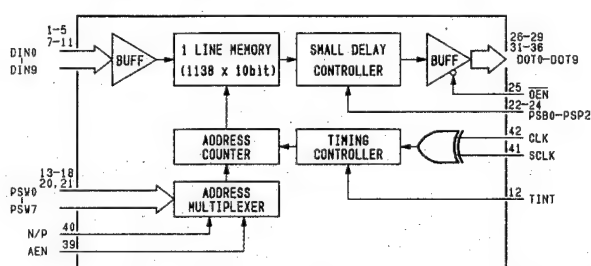 1-5
7-11
DIN0
DIN9
BUFF
1 LINE MEMORY
(1138 x 10bit)
SMALL DELAY
CONTROLLER
BUFF
26-29
31-36
DOT0-DOT9
25
OEN
22-24
PSB0-PSP2
42
CLK
41
SCLK
ADDRESS
COUNTER
TIMING
CONTROLLER
13-18
20,21
PSW0
PSW7
ADDRESS
MULTIPLEXER
12
TINT
40
N/P
39
AEN